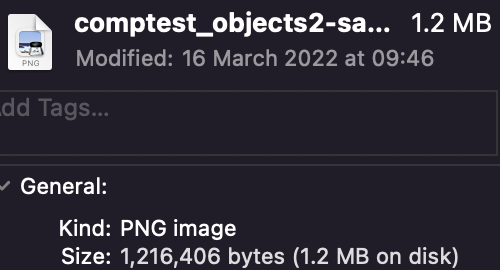 comptest_objects2-sa... 1.2 MB
PNG
Modified: 16 March 2022 at 09:46
Add Tags...
General:
Kind: PNG image
Size: 1,216,406 bytes (1.2 MB on disk)